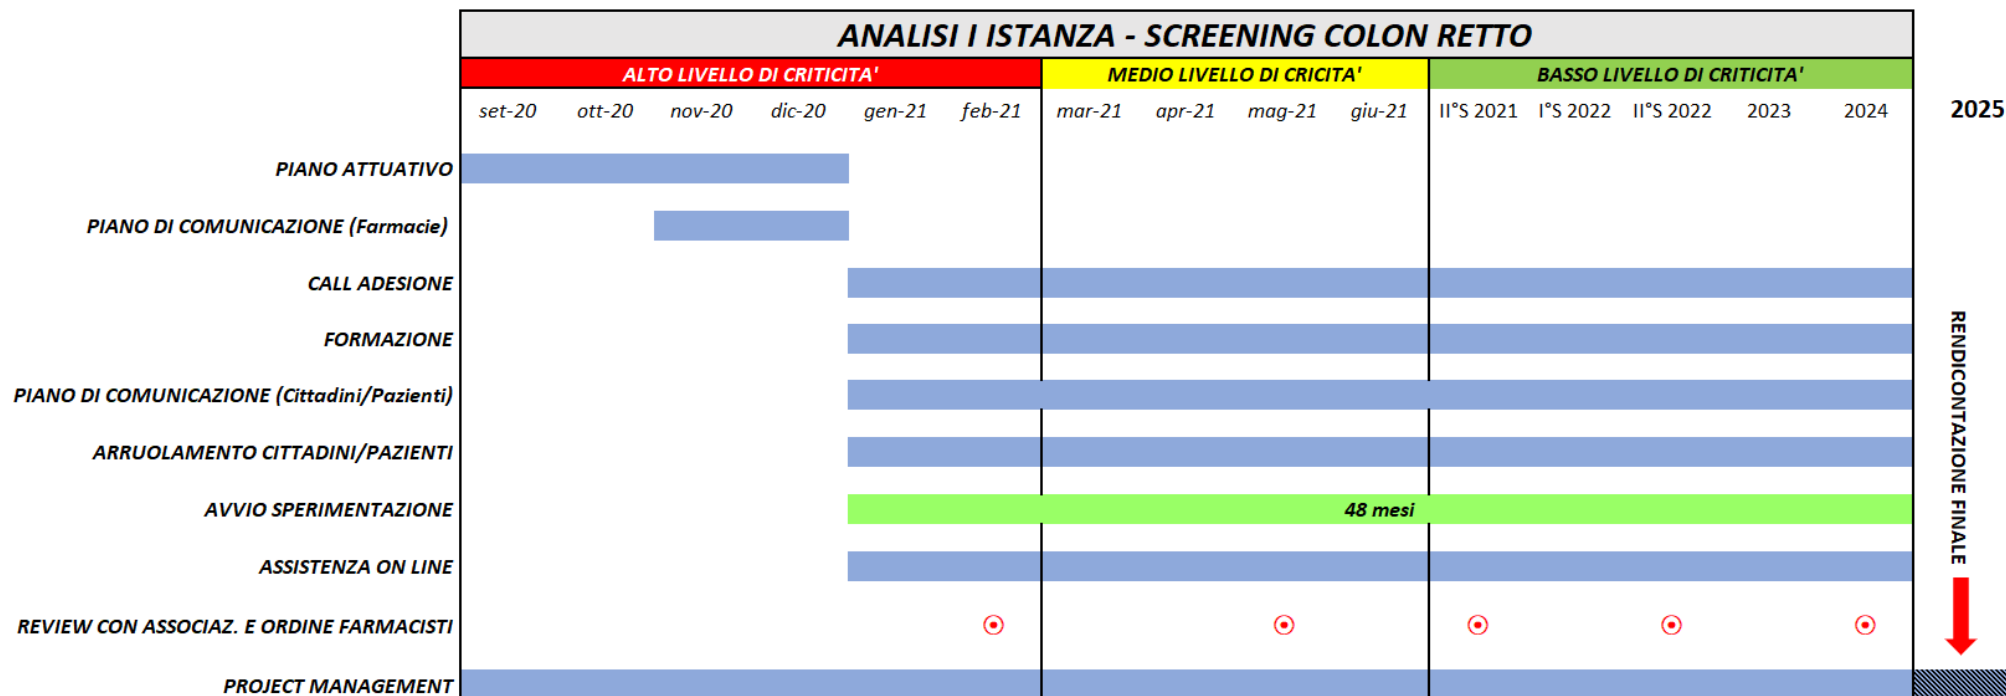 ANALISI I ISTANZA - SCREENING COLON RETTO
ALTO LIVELLO DI CRITICITA' MEDIO LIVELLO DI CRICITA' BASSO LIVELLO DI CRITICITA'
set-20 ott-20 nov-20 dic-20 gen-21 feb-21 mar-21 apr-21 mag-21 giu-21 II°S 2021 I°S 2022 II°S 2022 2023 2024 2025
PIANO ATTUATIVO
PIANO DI COMUNICAZIONE (Farmacie)
CALL ADESIONE
FORMAZIONE
PIANO DI COMUNICAZIONE (Cittadini/Pazienti)
ARRUOLAMENTO CITTADINI/PAZIENTI
AVVIO SPERIMENTAZIONE 48 mesi
ASSISTENZA ON LINE
REVIEW CON ASSOCIAZ. E ORDINE FARMACISTI
PROJECT MANAGEMENT
RENDICONTAZIONE FINALE